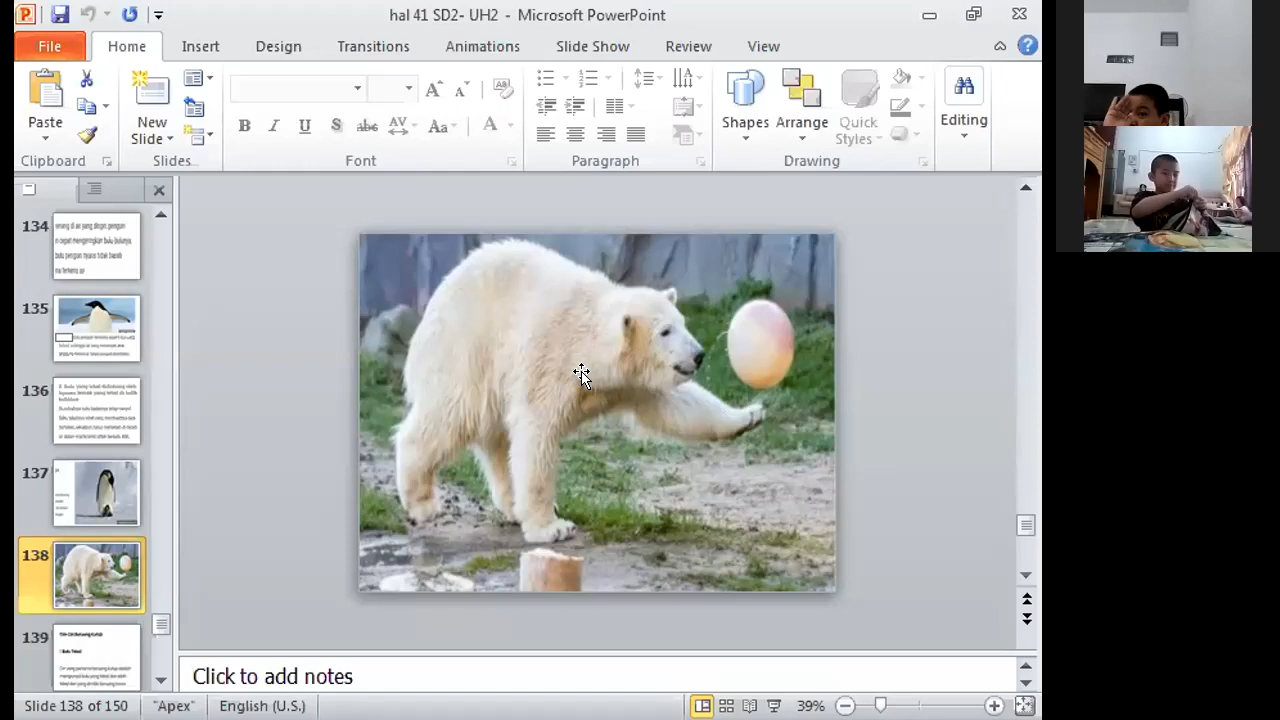 hal 41 SD2- UH2 - Microsoft PowerPoint
File Home Insert Design Transitions Animations Slide Show Review View
Paste
New
Slide
Shapes Arrange Quick
Styles
Editing
Clipboard Slides Font Paragraph Drawing
134
135
136
137
138
139
Click to add notes
Slide 138 of 150 "Apex" English (U.S.) 39%